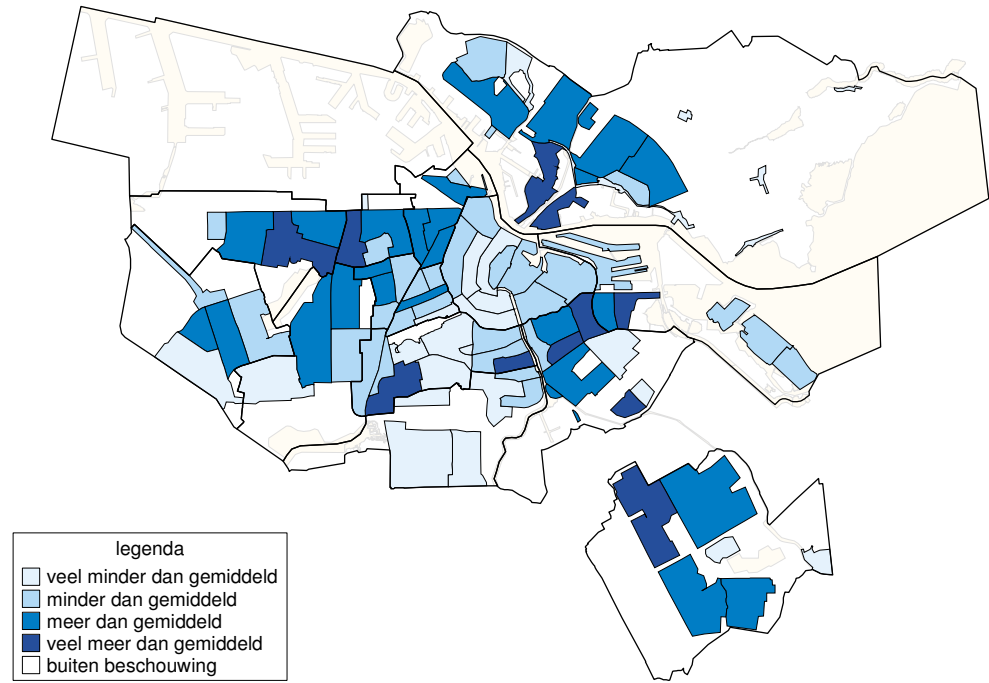 legenda
veel minder dan gemiddeld
minder dan gemiddeld
meer dan gemiddeld
veel meer dan gemiddeld
buiten beschouwing